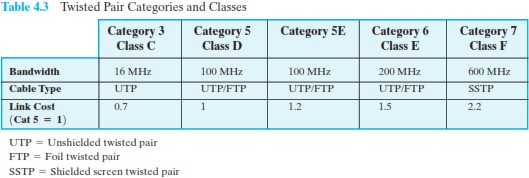 Table 4.3 Twisted Pair Categories and Classes
Category 3 Class C Category 5 Class D Category 5E Category 6 Class E Category 7 Class F
Bandwidth 16 MHz 100 MHz 100 MHz 200 MHz 600 MHz
Cable Type UTP UTP/FTP UTP/FTP UTP/FTP SSTP
Link Cost (Cat 5 = 1) 0.7 1 1.2 1.5 2.2
UTP = Unshielded twisted pair
FTP = Foil twisted pair
SSTP = Shielded screen twisted pair